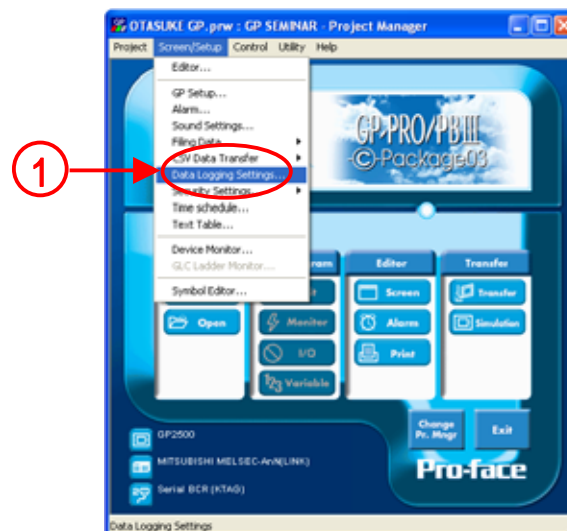 OTASUKE GP.prw : GP SEMINAR - Project Manager
Project Screen/Setup Control Utility Help
Editor...
GP Setup...
Alarm...
Sound Settings...
Filing Data
CSV Data Transfer
Data Logging Settings...
Security Settings...
Time schedule...
Text Table...
Device Monitor...
GLC Ladder Monitor...
Symbol Editor...
1
GP-PRO/PBIII
C-Package03
Editor
Transfer
Open
Monitor
I/O
Variable
Screen
Alarm
Print
Transfer
Simulation
Change
Pr. Mngr
Exit
GP2500
MITSUBISHI MELSEC-AnN(LINK)
Serial BCR (KTAG)
Pro-face
Data Logging Settings